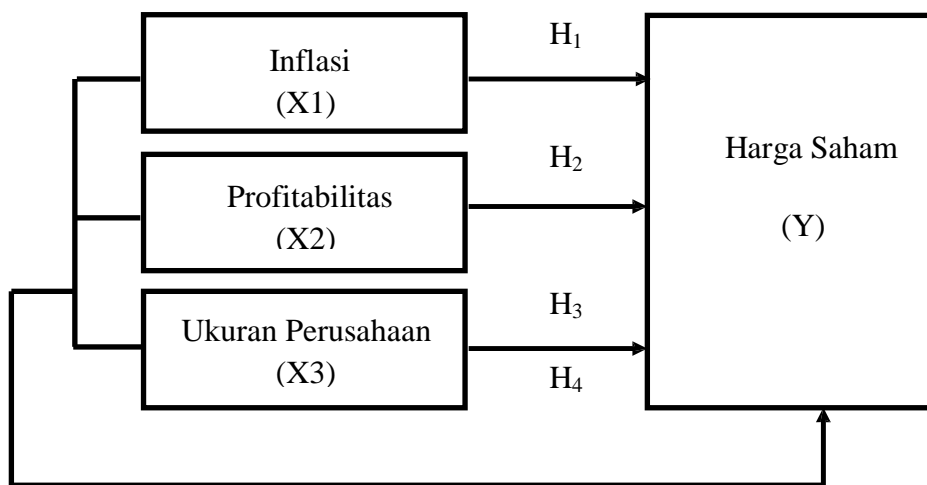 Inflasi
(X1)
H₁
Profitabilitas
(X2)
H₂
Ukuran Perusahaan
(X3)
H₃
H₄
Harga Saham
(Y)